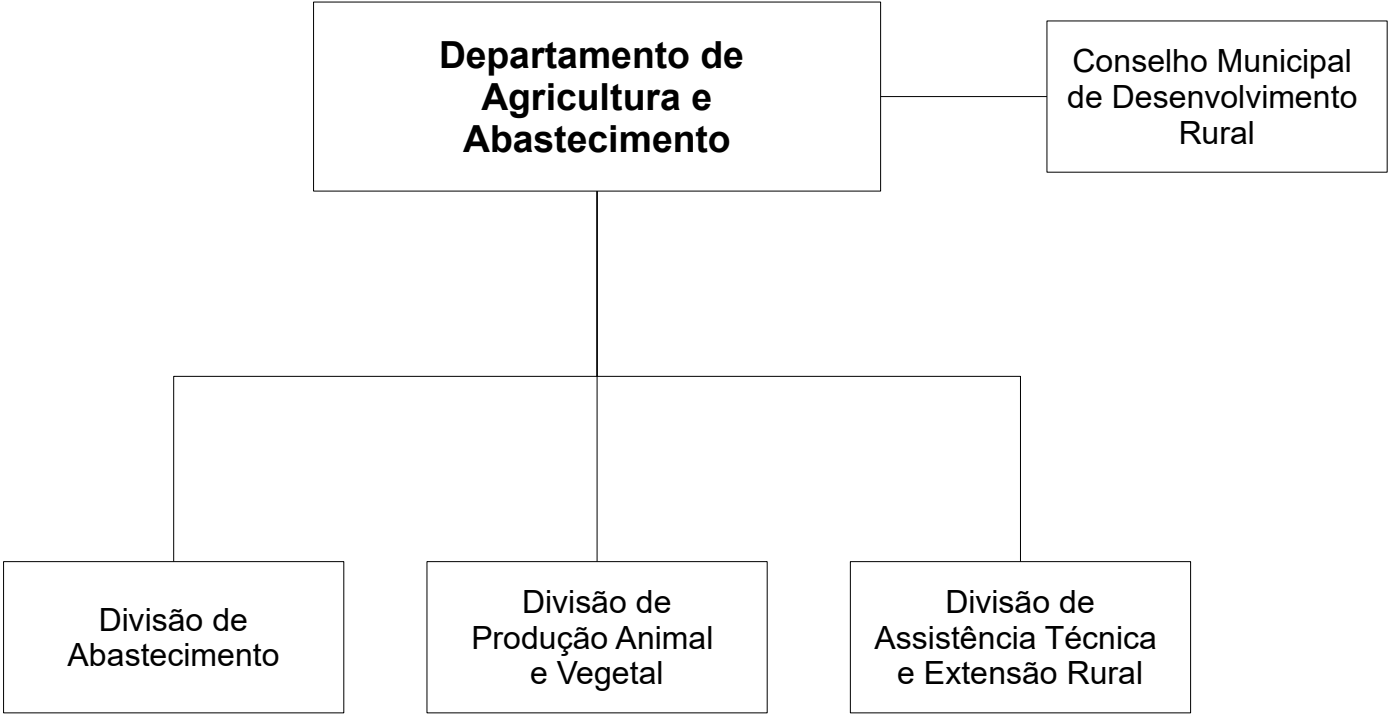 Departamento de
Agricultura e
Abastecimento
Conselho Municipal
de Desenvolvimento
Rural
Divisão de
Abastecimento
Divisão de
Produção Animal
e Vegetal
Divisão de
Assistência Técnica
e Extensão Rural